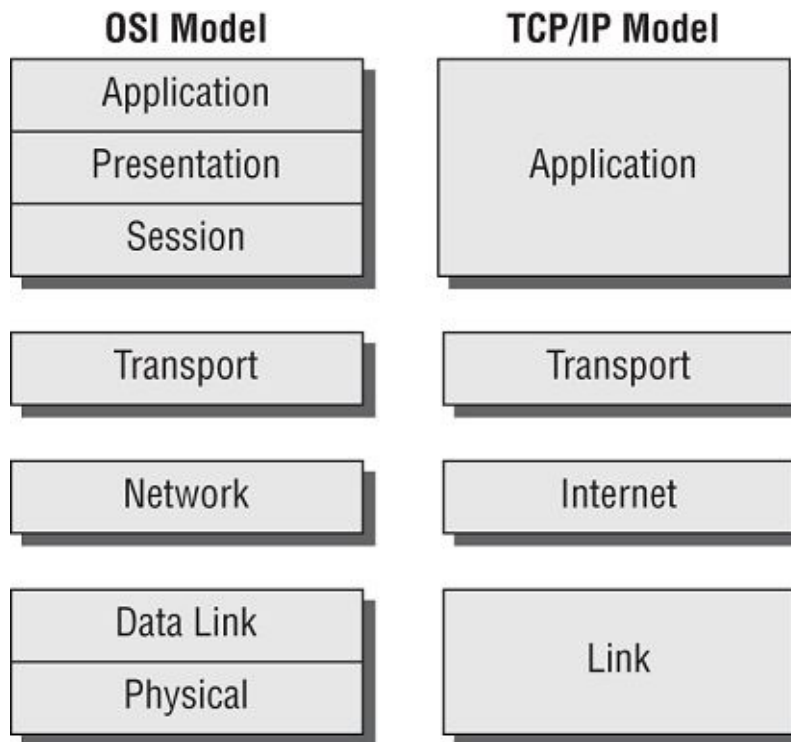 OSI Model
Application
Presentation
Session
Transport
Network
Data Link
Physical
TCP/IP Model
Application
Transport
Internet
Link